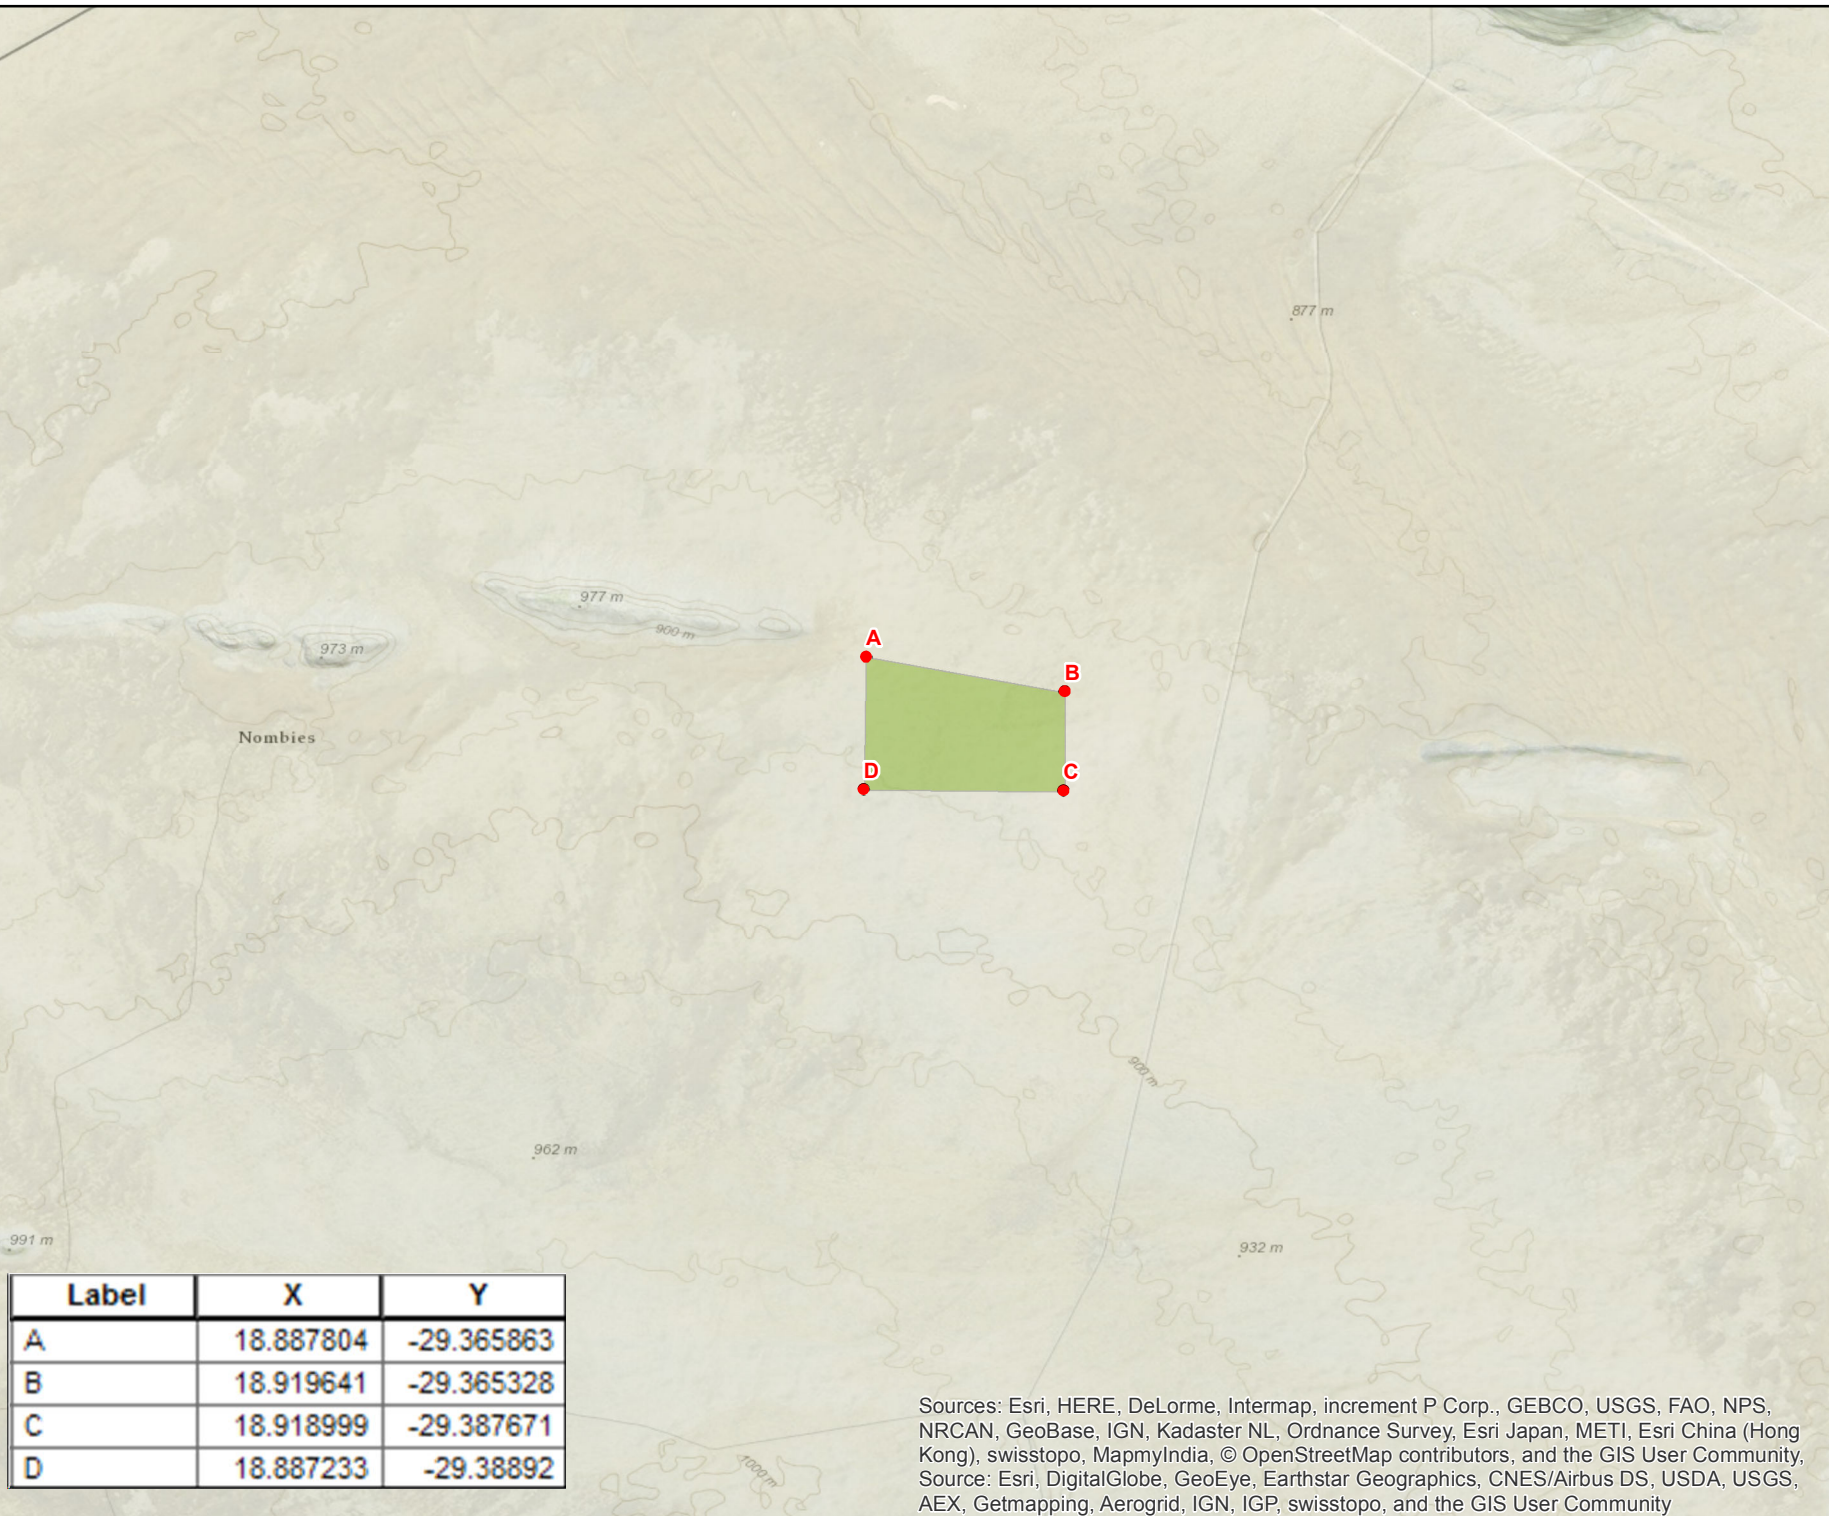 877 m
977 m
900 m
973 m
A
B
Nombies
D
C
900 m
962 m
991 m
932 m
Label X Y
A 18.887804 -29.365863
B 18.919641 -29.365328
C 18.918999 -29.387671
D 18.887233 -29.38892
1000 m
Sources: Esri, HERE, DeLorme, Intermap, increment P Corp., GEBCO, USGS, FAO, NPS,
NRCAN, GeoBase, IGN, Kadaster NL, Ordnance Survey, Esri Japan, METI, Esri China (Hong
Kong), swisstopo, MapmyIndia, © OpenStreetMap contributors, and the GIS User Community,
Source: Esri, DigitalGlobe, GeoEye, Earthstar Geographics, CNES/Airbus DS, USDA, USGS,
AEX, Getmapping, Aerogrid, IGN, IGP, swisstopo, and the GIS User Community